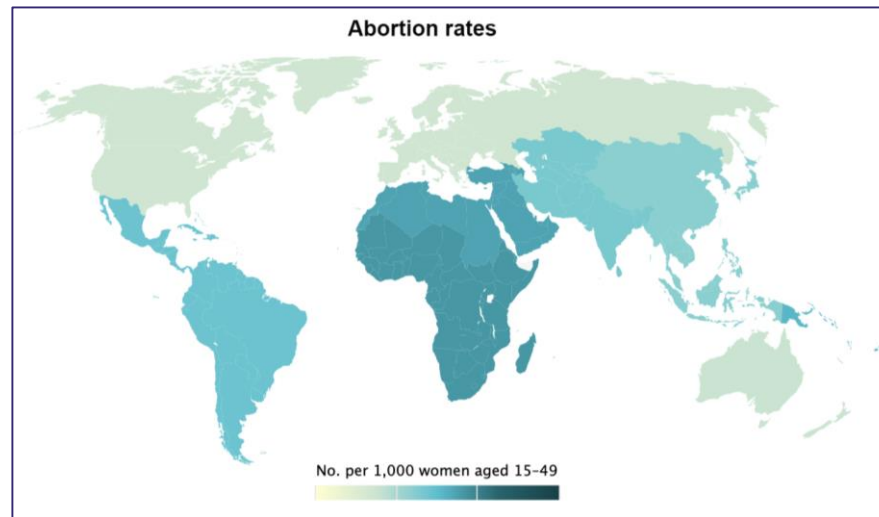 Abortion rates
No. per 1,000 women aged 15–49